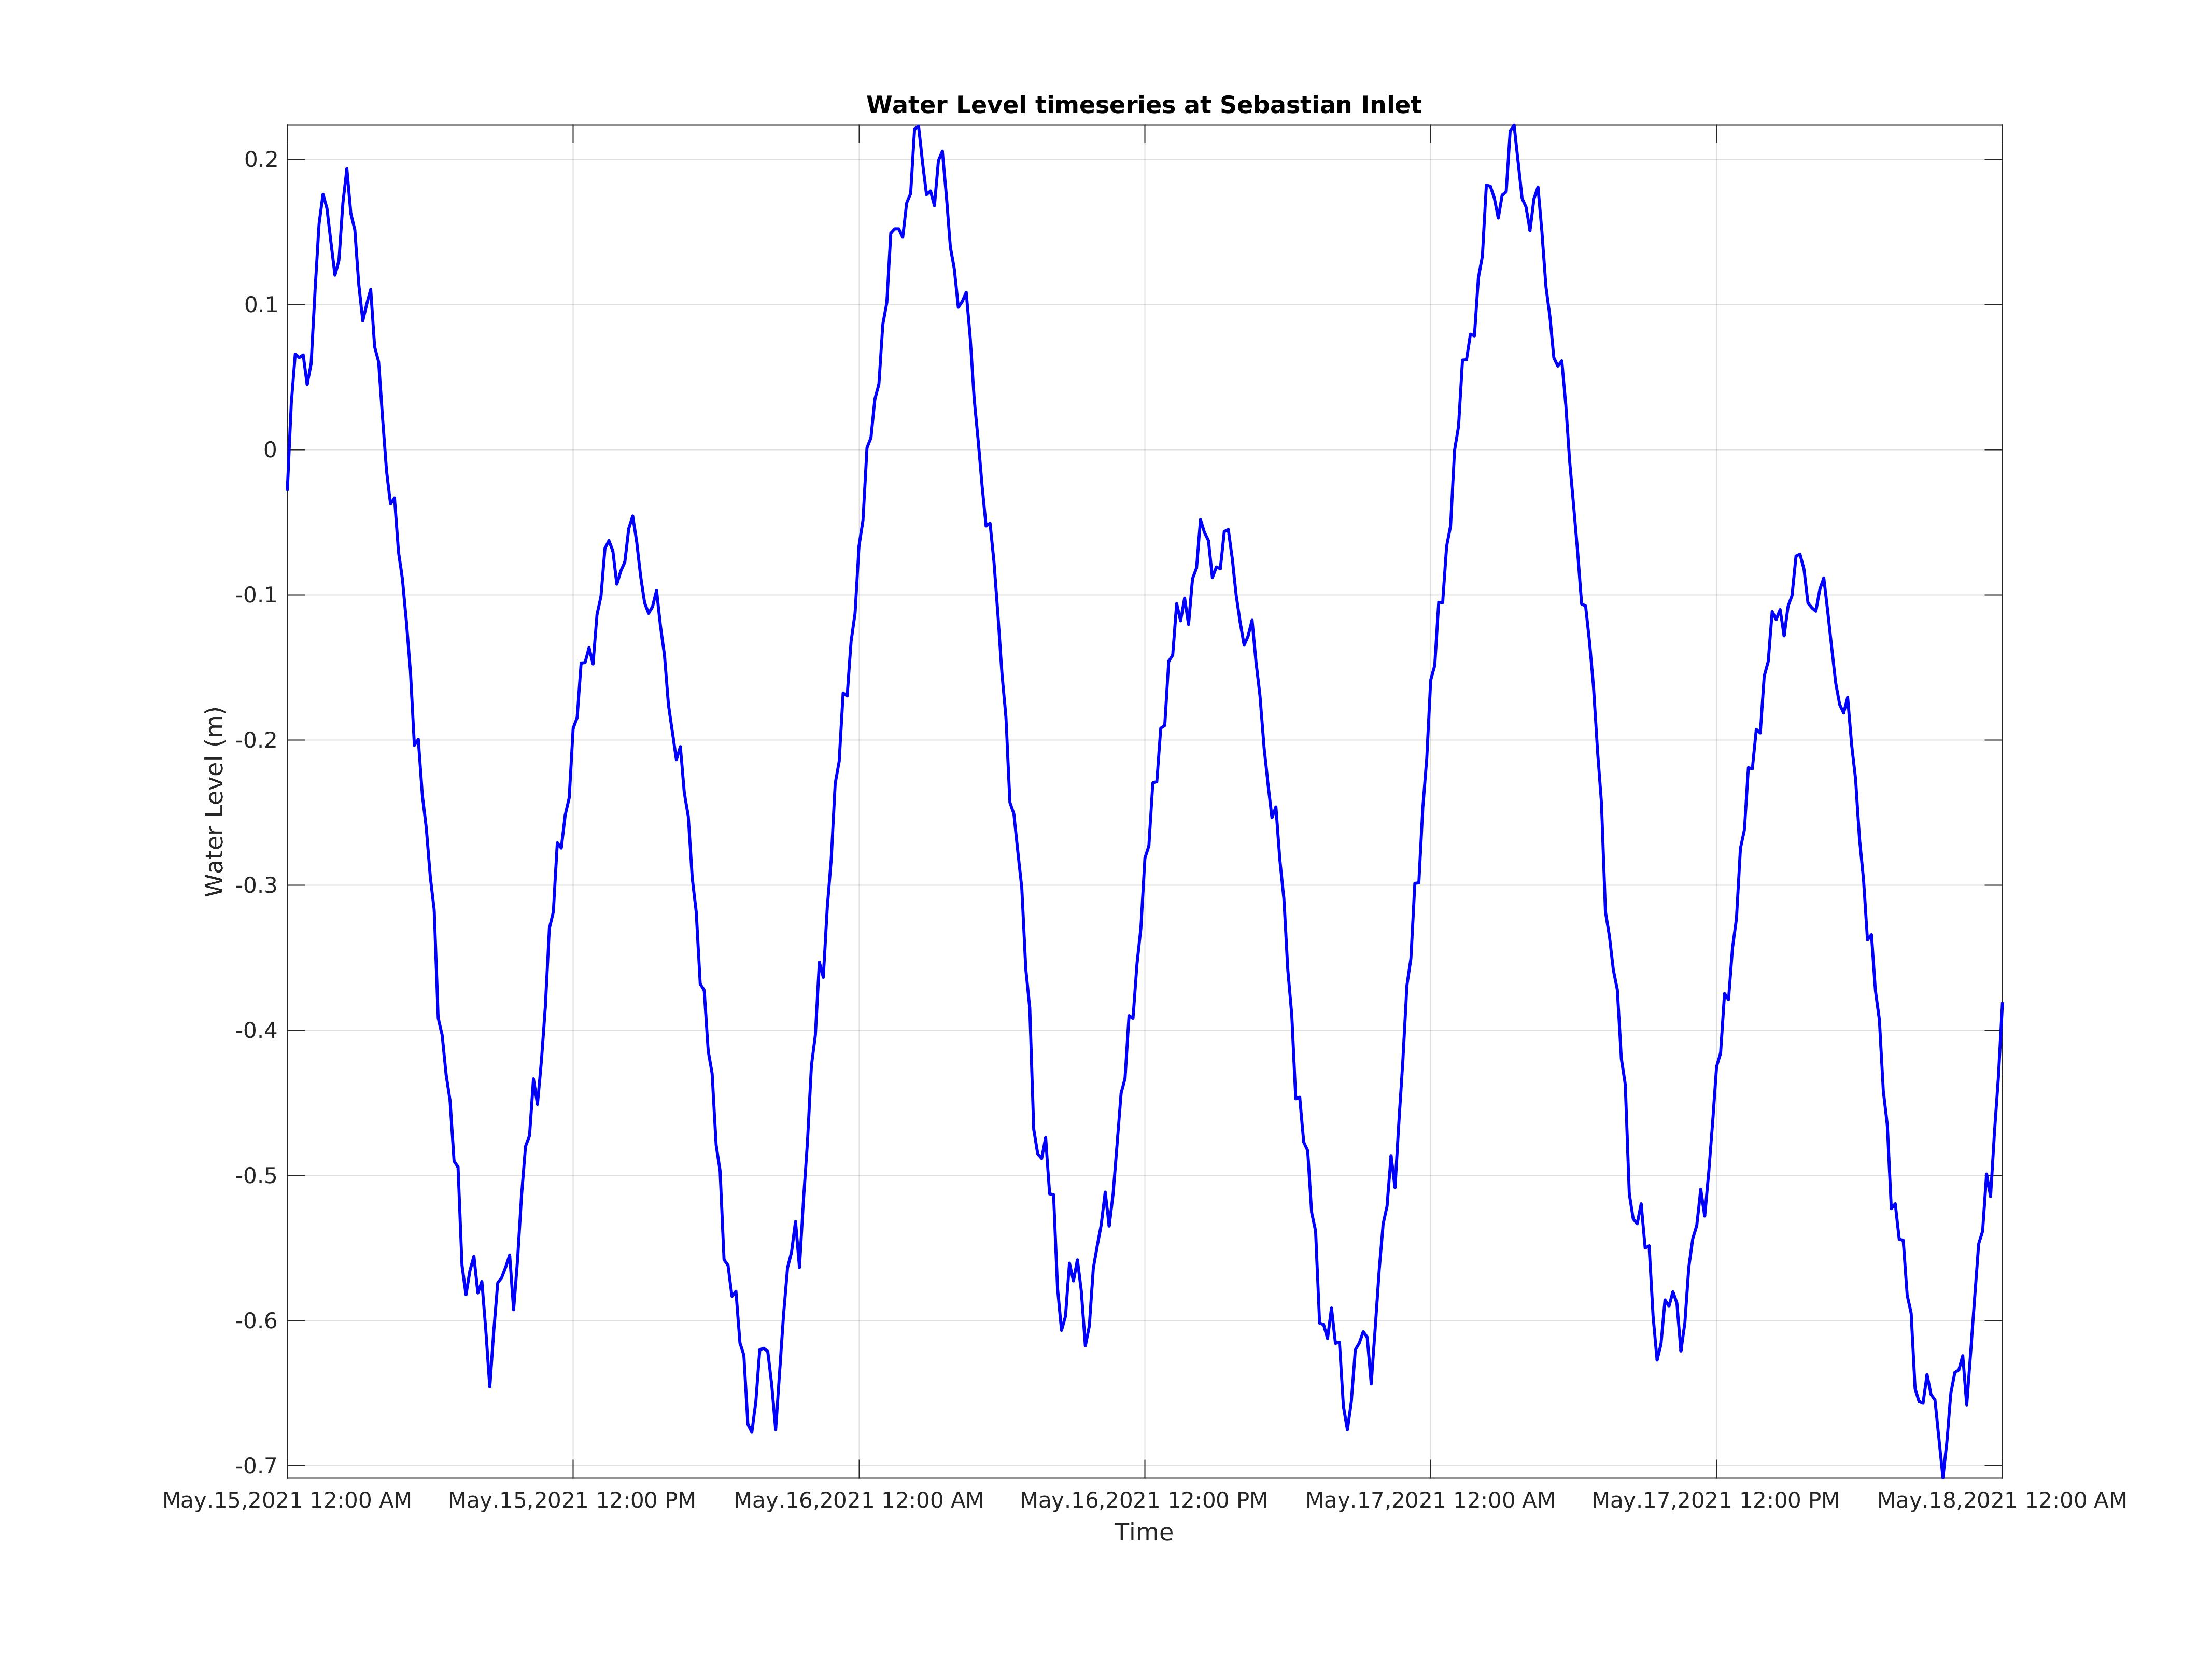 Water Level timeseries at Sebastian Inlet
0.2
0.1
0
-0.1
-0.2
-0.3
-0.4
-0.5
-0.6
-0.7
Water Level (m)
May.15,2021 12:00 AM
May.15,2021 12:00 PM
May.16,2021 12:00 AM
May.16,2021 12:00 PM
May.17,2021 12:00 AM
May.17,2021 12:00 PM
May.18,2021 12:00 AM
Time